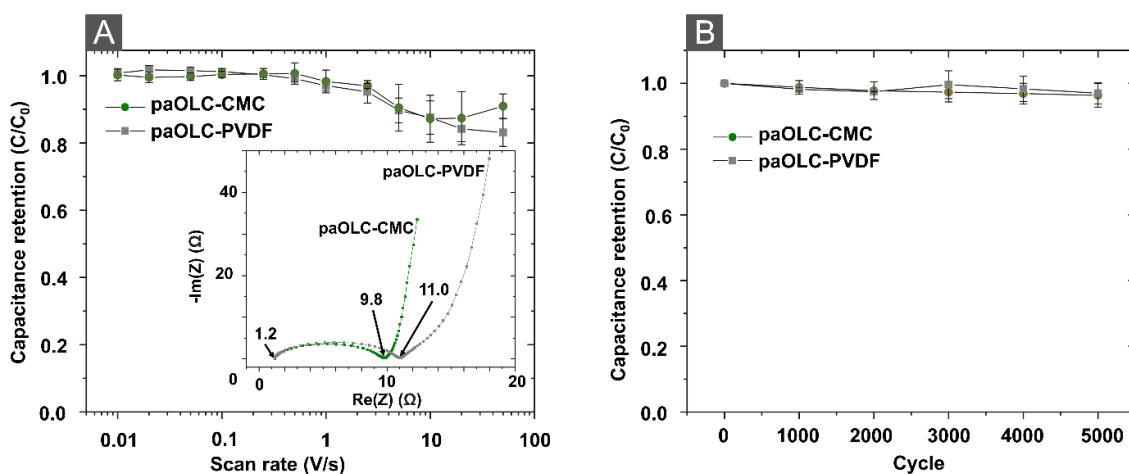 A
Capacitance retention (C/C₀)
1.0
0.8
0.6
0.4
0.2
0.0
paOLC-CMC
paOLC-PVDF
-Im(Z) (Ω)
40
20
0
paOLC-PVDF
paOLC-CMC
1.2
9.8
11.0
0
10
20
Re(Z) (Ω)
0.01
0.1
1
10
100
Scan rate (V/s)
B
Capacitance retention (C/C₀)
1.0
0.8
0.6
0.4
0.2
0.0
paOLC-CMC
paOLC-PVDF
0
1000
2000
3000
4000
5000
Cycle